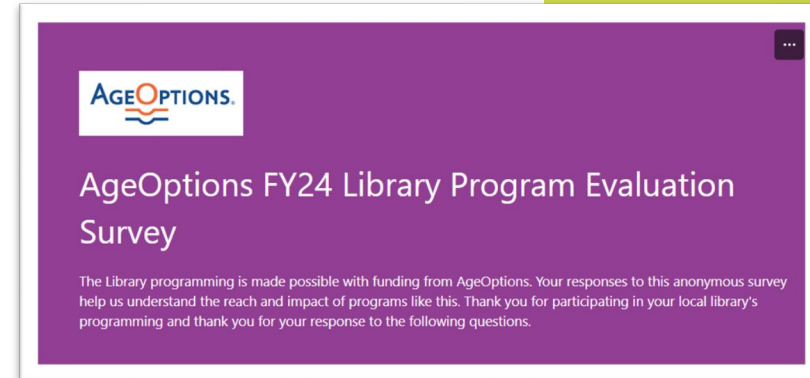 AGEOPTIONS.
AgeOptions FY24 Library Program Evaluation
Survey
The Library programming is made possible with funding from AgeOptions. Your responses to this anonymous survey
help us understand the reach and impact of programs like this. Thank you for participating in your local library's
programming and thank you for your response to the following questions.